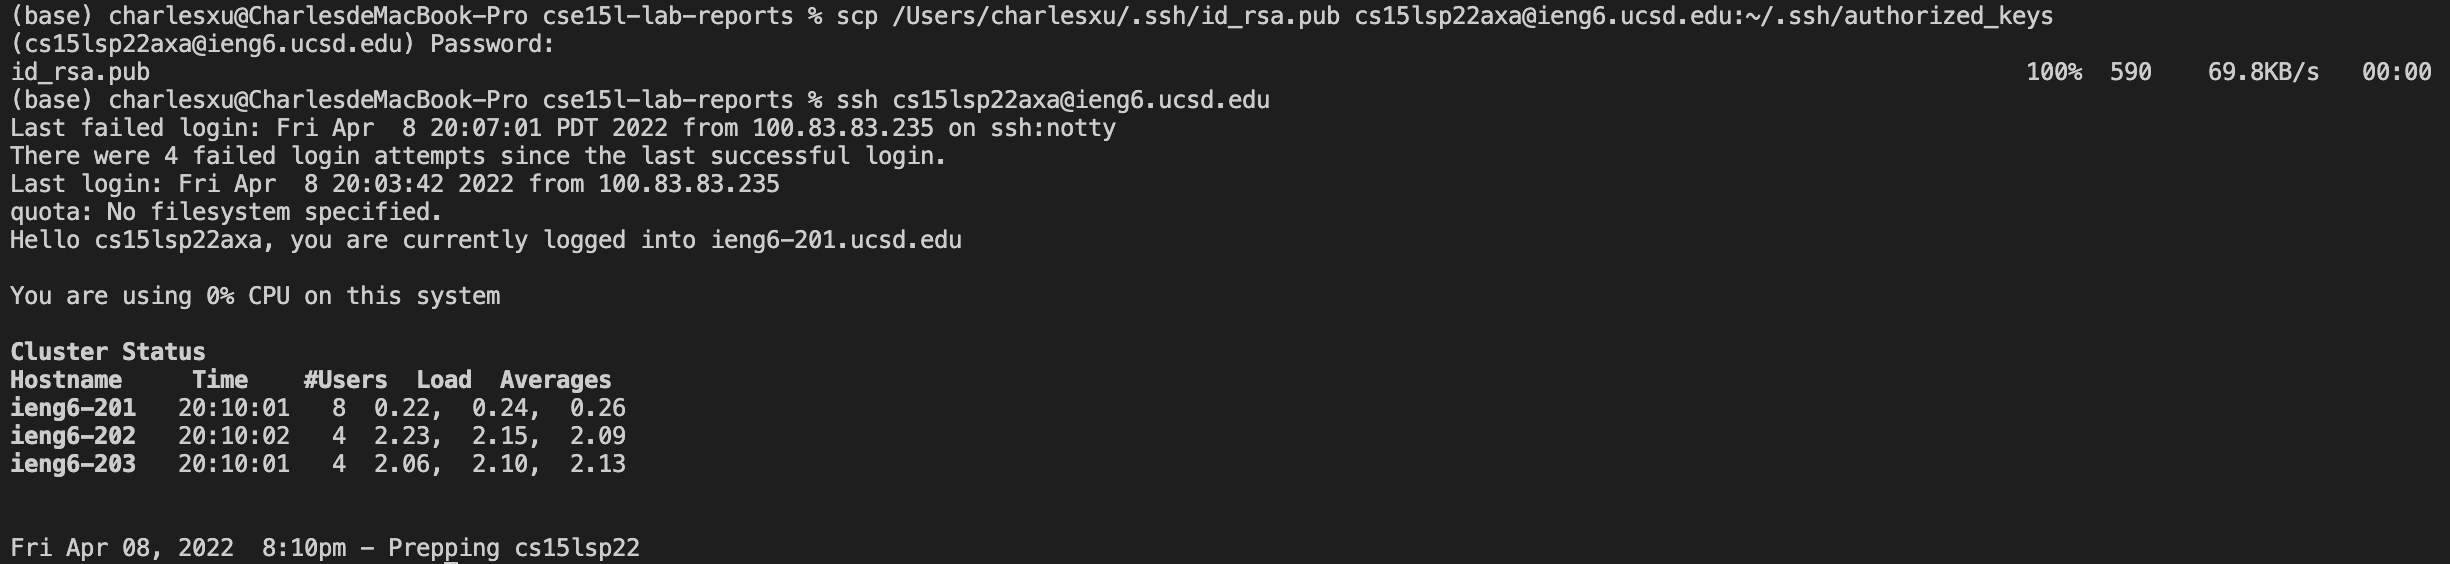 (base) charlesxu@CharlesdeMacBook-Pro cse15l-lab-reports % scp /Users/charlesxu/.ssh/id_rsa.pub cs15lsp22axa@ieng6.ucsd.edu:~/.ssh/authorized_keys
(cs15lsp22axa@ieng6.ucsd.edu) Password:
id_rsa.pub 100% 590 69.8KB/s 00:00
(base) charlesxu@CharlesdeMacBook-Pro cse15l-lab-reports % ssh cs15lsp22axa@ieng6.ucsd.edu
Last failed login: Fri Apr  8 20:07:01 PDT 2022 from 100.83.83.235 on ssh:notty
There were 4 failed login attempts since the last successful login.
Last login: Fri Apr  8 20:03:42 2022 from 100.83.83.235
quota: No filesystem specified.
Hello cs15lsp22axa, you are currently logged into ieng6-201.ucsd.edu
You are using 0% CPU on this system
Cluster Status
Hostname     Time    #Users  Load  Averages
ieng6-201   20:10:01   8  0.22,  0.24,  0.26
ieng6-202   20:10:02   4  2.23,  2.15,  2.09
ieng6-203   20:10:01   4  2.06,  2.10,  2.13
Fri Apr 08, 2022  8:10pm - Prepping cs15lsp22